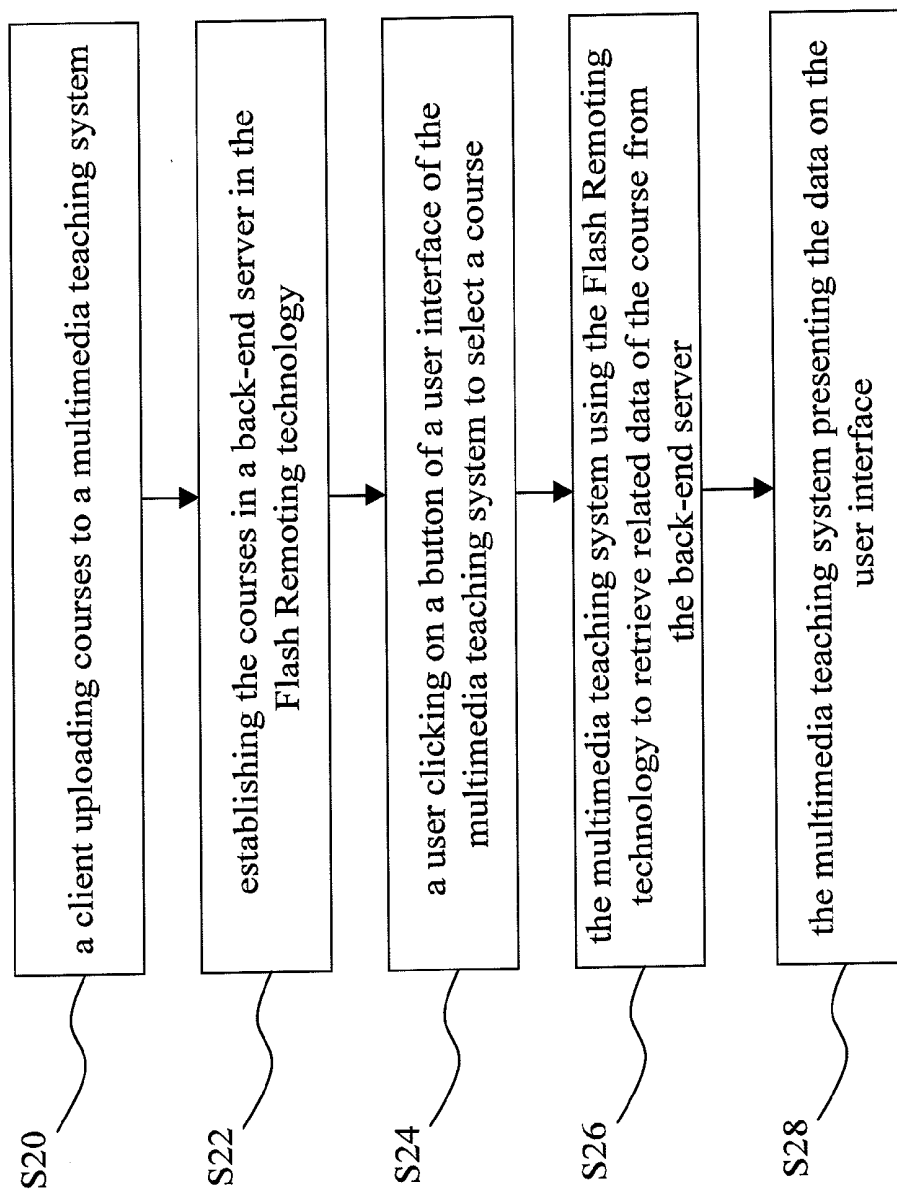 S20
a client uploading courses to a multimedia teaching system
S22
establishing the courses in a back-end server in the
Flash Remoting technology
S24
a user clicking on a button of a user interface of the
multimedia teaching system to select a course
S26
the multimedia teaching system using the Flash Remoting
technology to retrieve related data of the course from
the back-end server
S28
the multimedia teaching system presenting the data on the
user interface